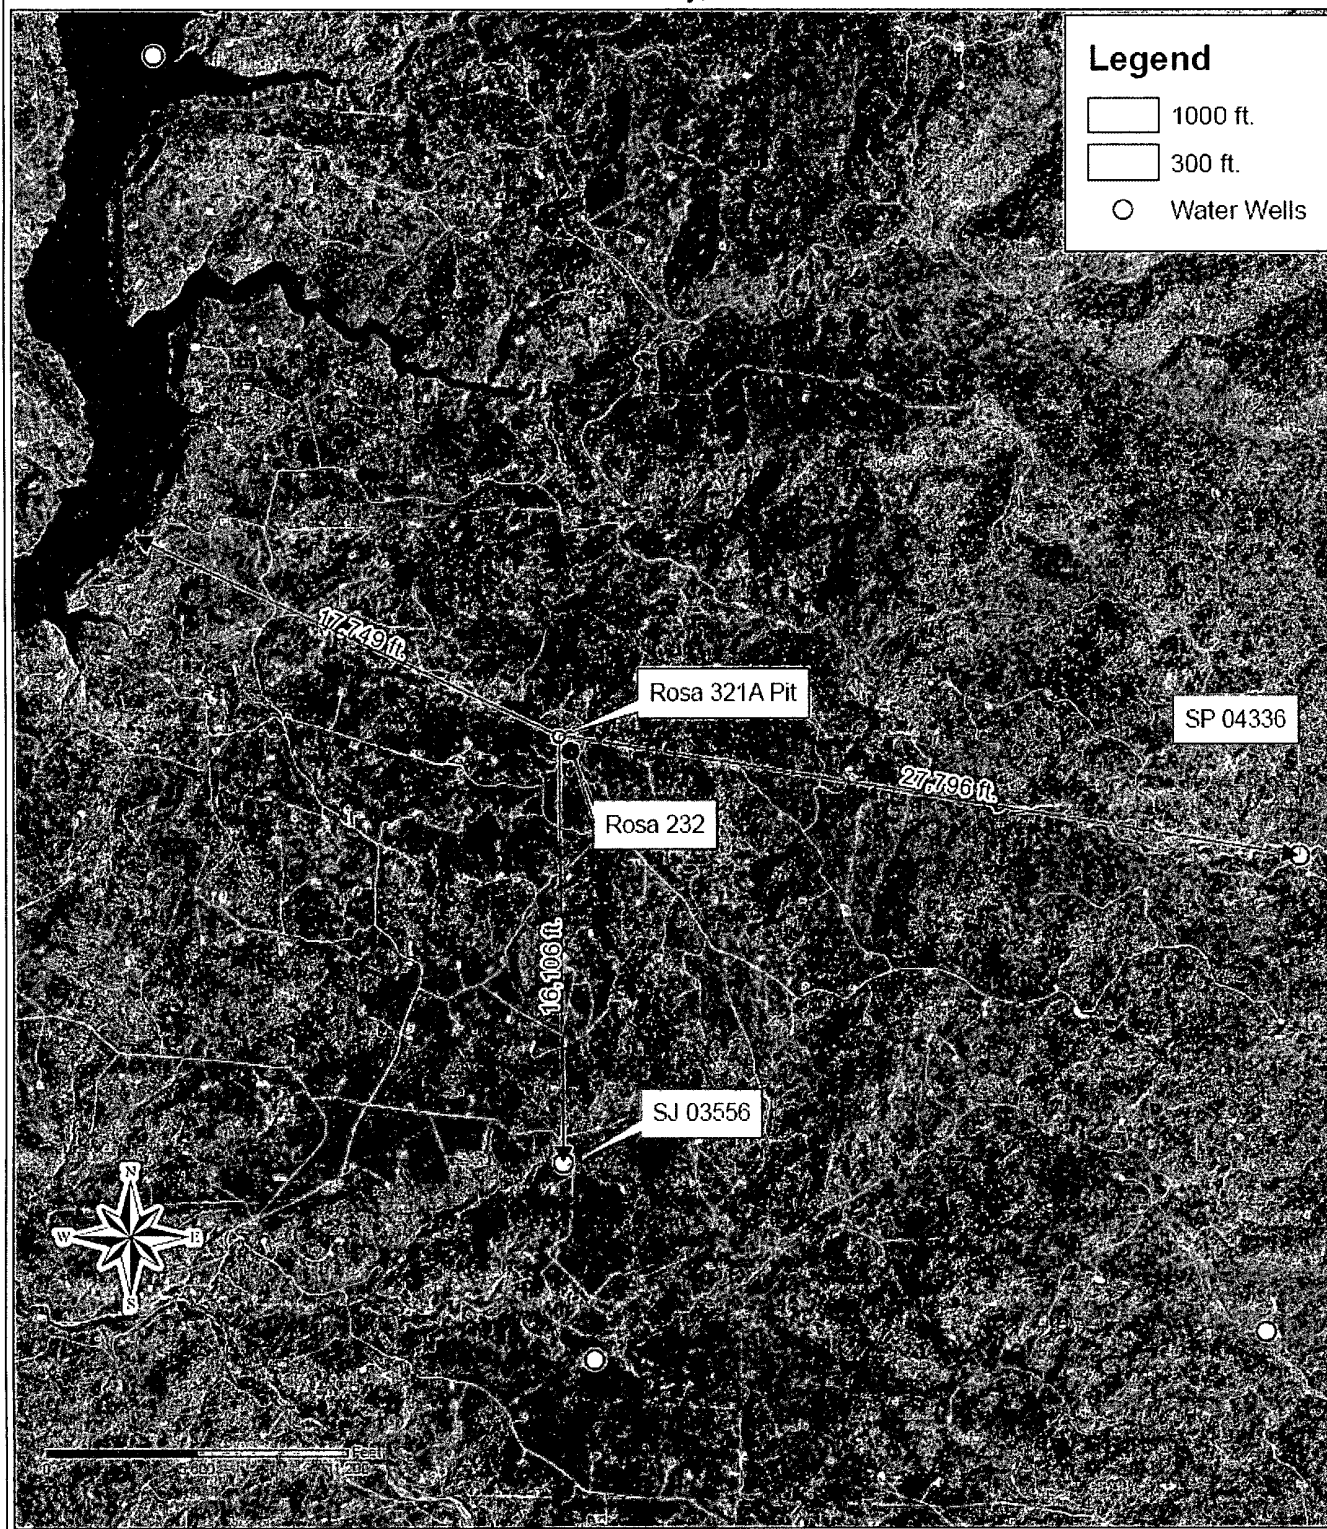 Legend
1000 ft.
300 ft.
Water Wells
17,749 ft.
Rosa 321A Pit
SP 04336
27,796 ft.
Rosa 232
16,106 ft.
SJ 03556
N
W
E
S
Feet
0